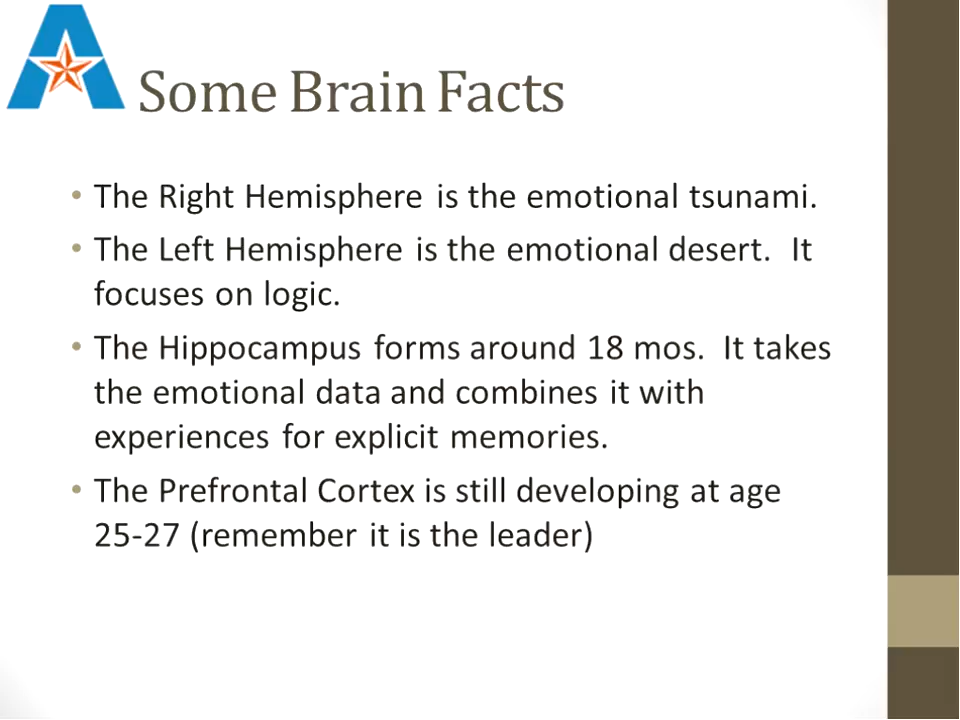 Some Brain Facts
• The Right Hemisphere is the emotional tsunami.
• The Left Hemisphere is the emotional desert.  It
focuses on logic.
• The Hippocampus forms around 18 mos.  It takes
the emotional data and combines it with
experiences for explicit memories.
• The Prefrontal Cortex is still developing at age
25-27 (remember it is the leader)